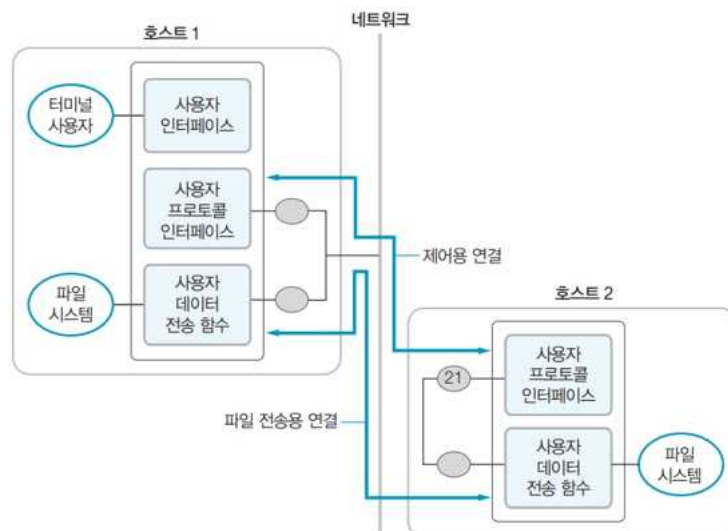 네트워크
호스트 1
터미널
사용자
사용자
인터페이스
사용자
프로토콜
인터페이스
제어용 연결
파일
시스템
사용자
데이터
전송 함수
호스트 2
21
사용자
프로토콜
인터페이스
파일 전송용 연결
사용자
데이터
전송 함수
파일
시스템